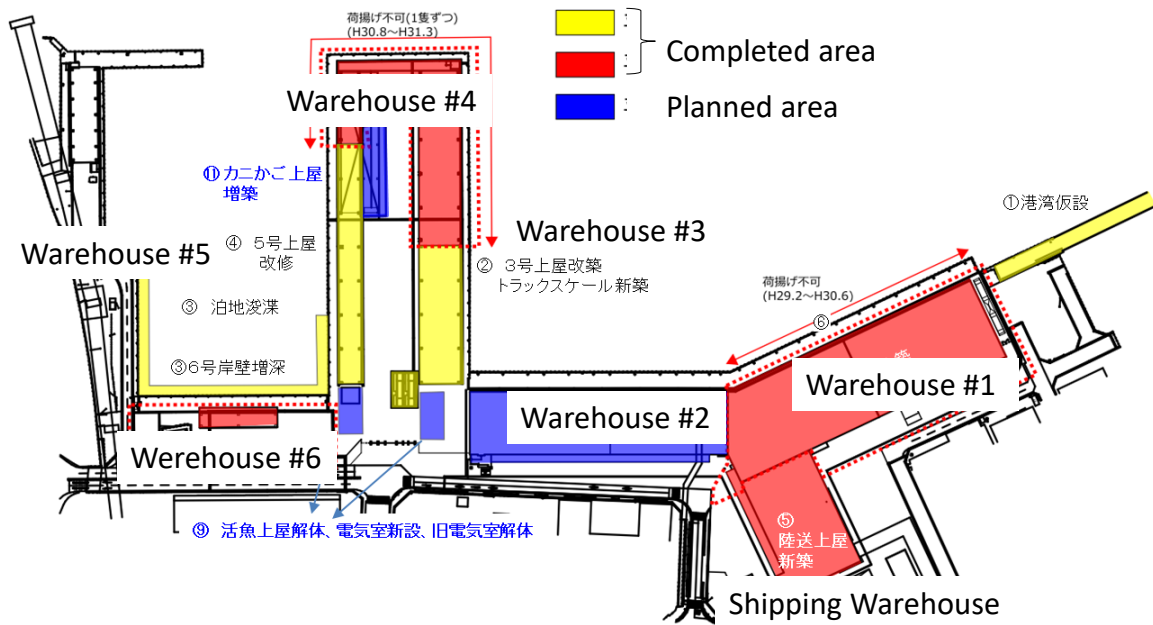 荷揚げ不可(1隻ずつ)
(H30.8～H31.3)
Completed area
Planned area
Warehouse #4
⑪カニかご上屋
増築
①港湾仮設
Warehouse #5
④ 5号上屋
改修
Warehouse #3
② 3号上屋改築
トラックスケール新築
荷揚げ不可
(H29.2～H30.6)
⑥
③ 泊地浚渫
③6号岸壁増深
Warehouse #1
Warehouse #2
Werehouse #6
⑨ 活魚上屋解体、電気室新設、旧電気室解体
⑤
陸送上屋
新築
Shipping Warehouse